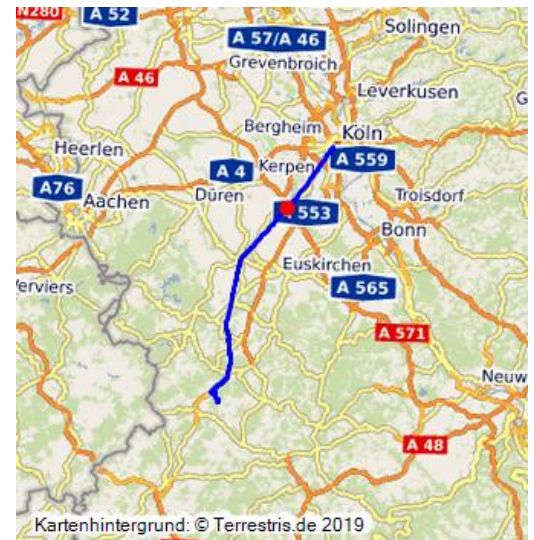 N280
A 52
Solingen
A 57/A 46
Grevenbroich
A 46
Leverkusen
G
Bergheim
Köln
Heerlen
A 4
Kerpen
A 559
A76
Düren
Troisdorf
Aachen
553
Bonn
Euskirchen
erviers
A 565
A 571
Neuw
A 48
Kartenhintergrund: © Terrestris.de 2019